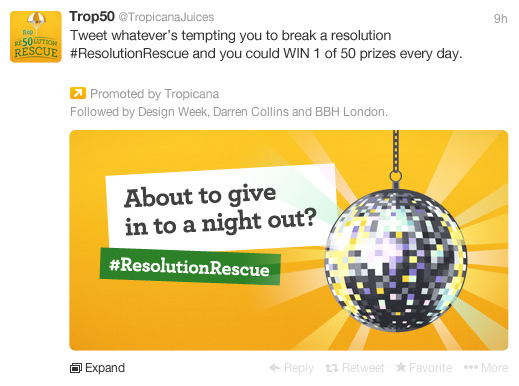 Trop50 @TropicanaJuices 9h
Tweet whatever's tempting you to break a resolution
#ResolutionRescue and you could WIN 1 of 50 prizes every day.
Trop
RE50LUTION
RESCUE
Promoted by Tropicana
Followed by Design Week, Darren Collins and BBH London.
About to give
in to a night out?
#ResolutionRescue
Expand Reply Retweet Favorite More